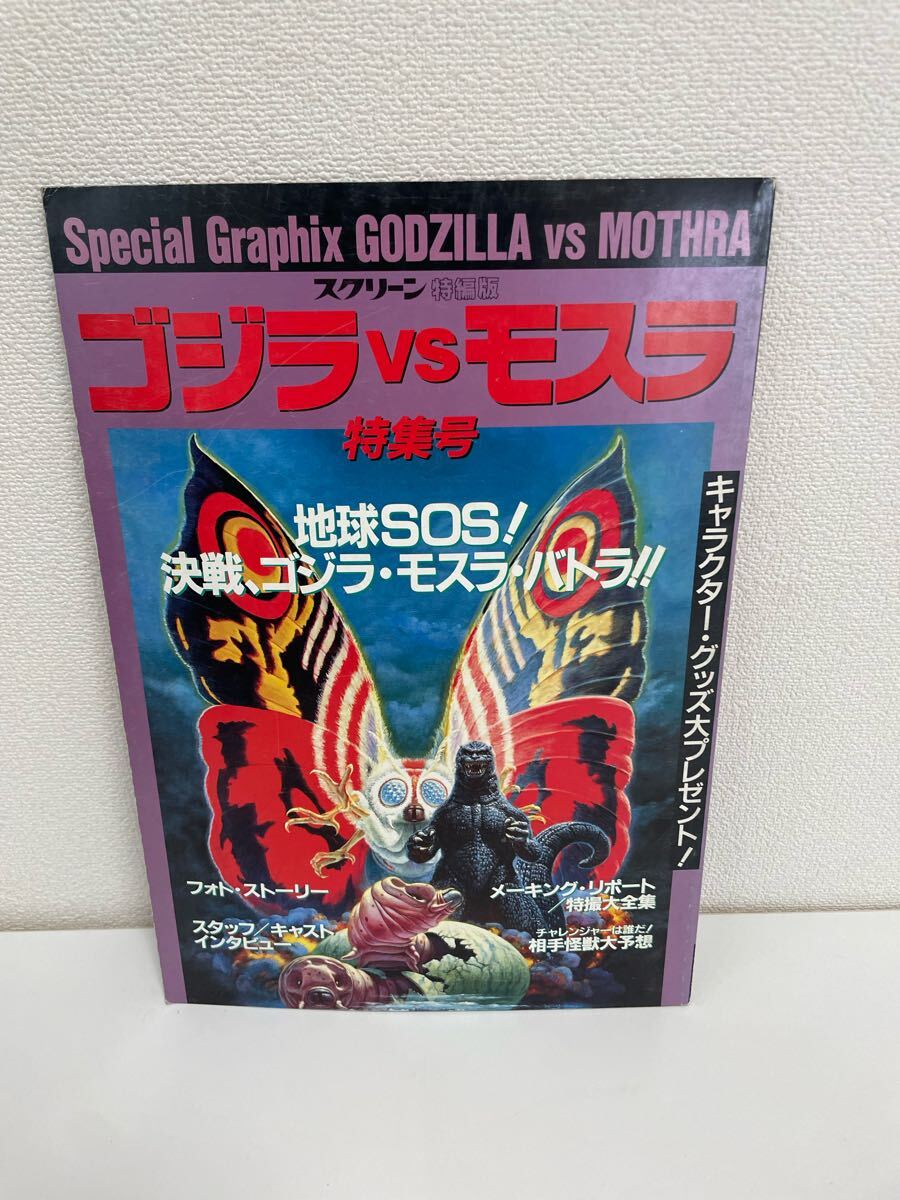 Special Graphix GODZILLA vs MOTHRA
スクリーン特編版
ゴジラvsモスラ
特集号
地球SOS!
決戦、ゴジラ・モスラ・バトラ!!
キャラクター・グッズ大プレゼント!
フォト・ストーリー
スタッフ/キャスト
インタビュー
メーキング・リポート
/特撮大全集
チャレンジャーは誰だ!
相手怪獣大予想